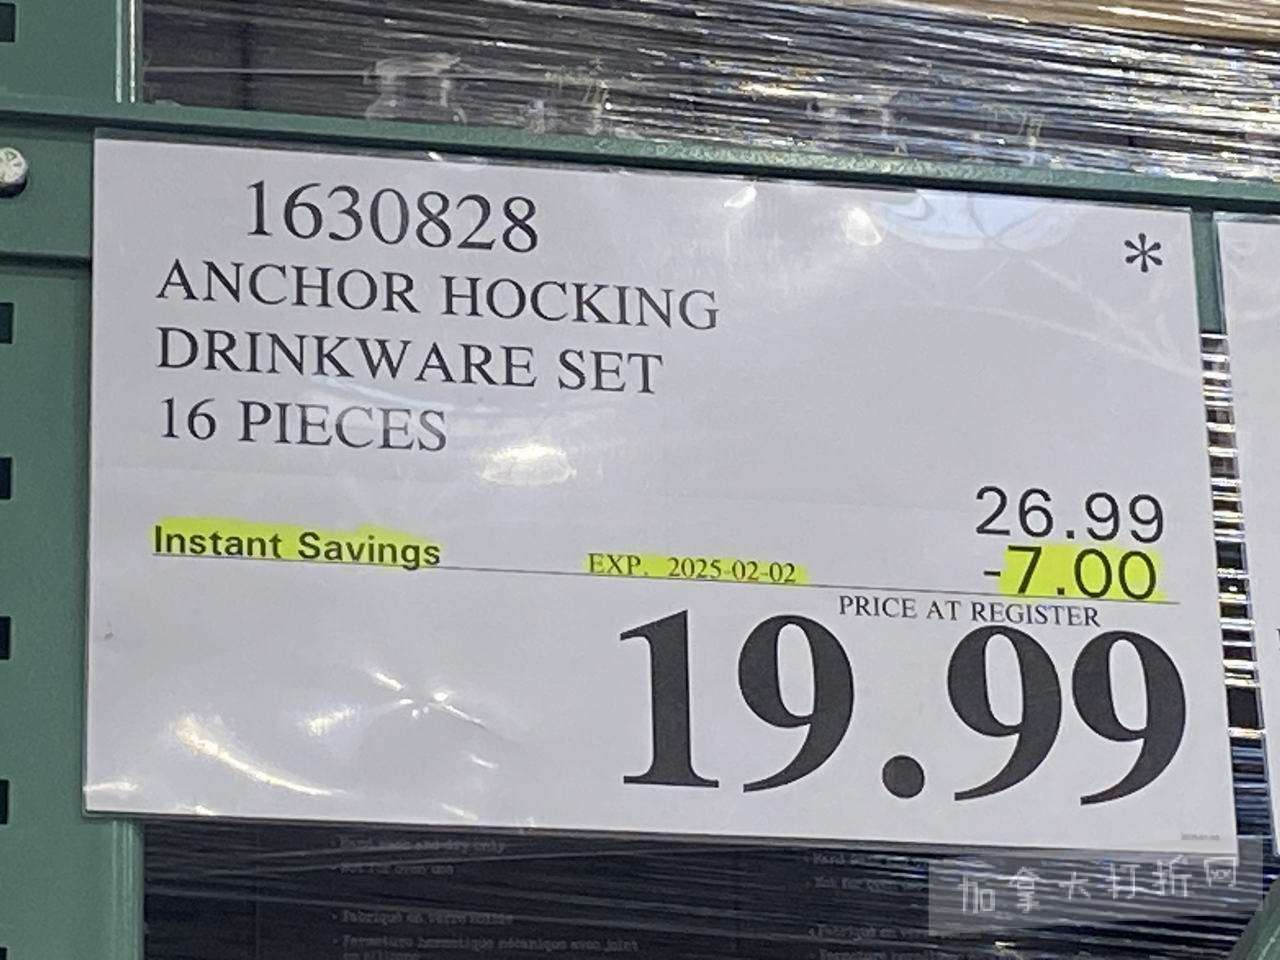 1630828
*
ANCHOR HOCKING
DRINKWARE SET
16 PIECES
26.99
Instant Savings EXP. 2025-02-02 -7.00
PRICE AT REGISTER
19.99
加拿大打折网